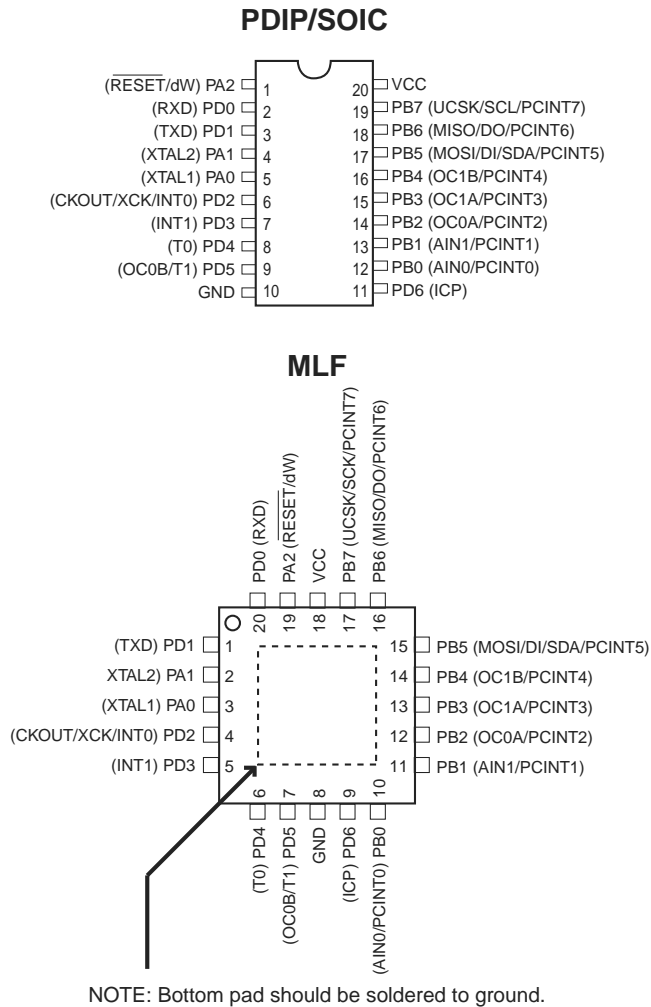 PDIP/SOIC
(RESET/dW) PA2 1
(RXD) PD0 2
(TXD) PD1 3
(XTAL2) PA1 4
(XTAL1) PA0 5
(CKOUT/XCK/INT0) PD2 6
(INT1) PD3 7
(T0) PD4 8
(OC0B/T1) PD5 9
GND 10
20 VCC
19 PB7 (UCSK/SCL/PCINT7)
18 PB6 (MISO/DO/PCINT6)
17 PB5 (MOSI/DI/SDA/PCINT5)
16 PB4 (OC1B/PCINT4)
15 PB3 (OC1A/PCINT3)
14 PB2 (OC0A/PCINT2)
13 PB1 (AIN1/PCINT1)
12 PB0 (AIN0/PCINT0)
11 PD6 (ICP)
MLF
PD0 (RXD) 20
PA2 (RESET/dW) 19
VCC 18
PB7 (UCSK/SCK/PCINT7) 17
PB6 (MISO/DO/PCINT6) 16
(TXD) PD1 1
XTAL2) PA1 2
(XTAL1) PA0 3
(CKOUT/XCK/INT0) PD2 4
(INT1) PD3 5
15 PB5 (MOSI/DI/SDA/PCINT5)
14 PB4 (OC1B/PCINT4)
13 PB3 (OC1A/PCINT3)
12 PB2 (OC0A/PCINT2)
11 PB1 (AIN1/PCINT1)
(T0) PD4 6
(OC0B/T1) PD5 7
GND 8
(ICP) PD6 9
(AIN0/PCINT0) PB0 10
NOTE: Bottom pad should be soldered to ground.